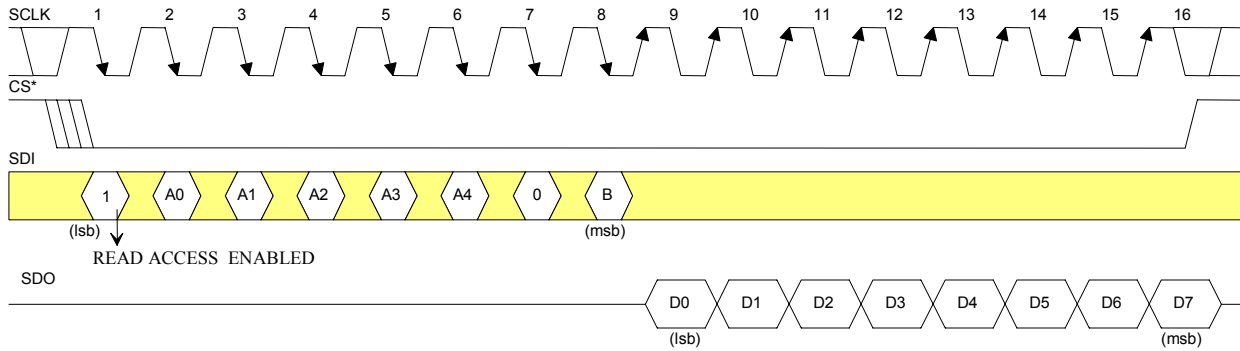 SCLK 1 2 3 4 5 6 7 8 9 10 11 12 13 14 15 16
CS*
SDI
1 A0 A1 A2 A3 A4 0 B
(lsb) (msb)
READ ACCESS ENABLED
SDO
D0 D1 D2 D3 D4 D5 D6 D7
(lsb) (msb)